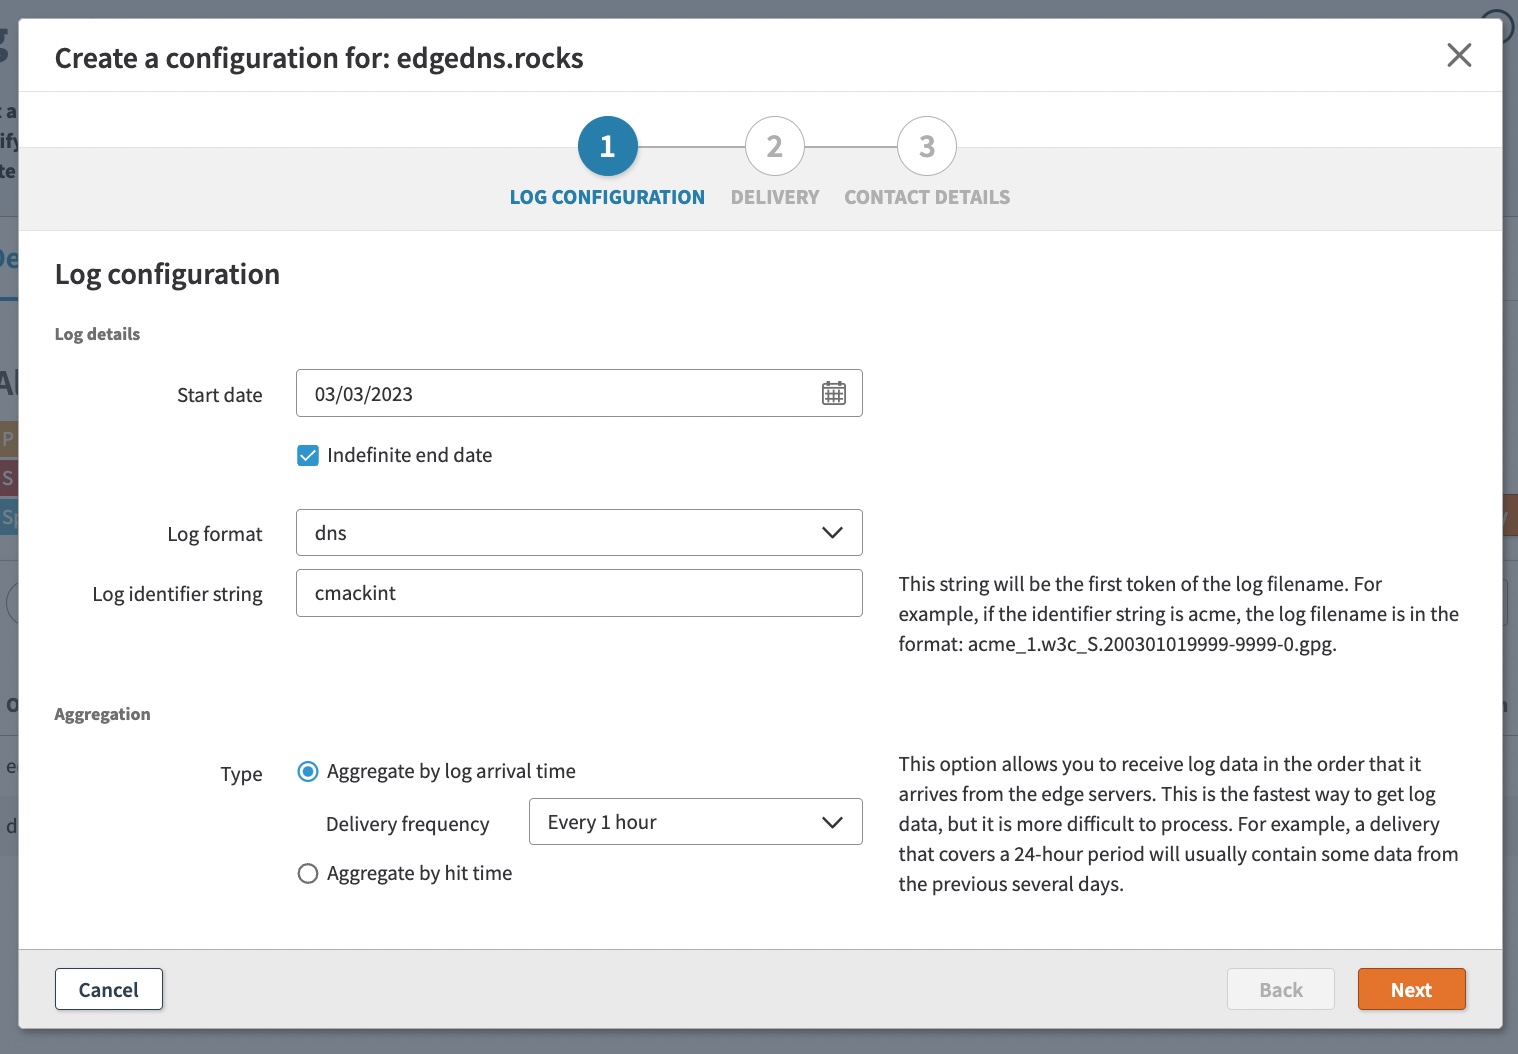 Create a configuration for: edgedns.rocks
1
2
3
LOG CONFIGURATION
DELIVERY
CONTACT DETAILS
Log configuration
Log details
Start date
03/03/2023
Indefinite end date
Log format
dns
Log identifier string
cmackint
This string will be the first token of the log filename. For
example, if the identifier string is acme, the log filename is in the
format: acme_1.w3c_S.200301019999-9999-0.gpg.
Aggregation
Type
Aggregate by log arrival time
Delivery frequency
Every 1 hour
Aggregate by hit time
This option allows you to receive log data in the order that it
arrives from the edge servers. This is the fastest way to get log
data, but it is more difficult to process. For example, a delivery
that covers a 24-hour period will usually contain some data from
the previous several days.
Cancel
Back
Next